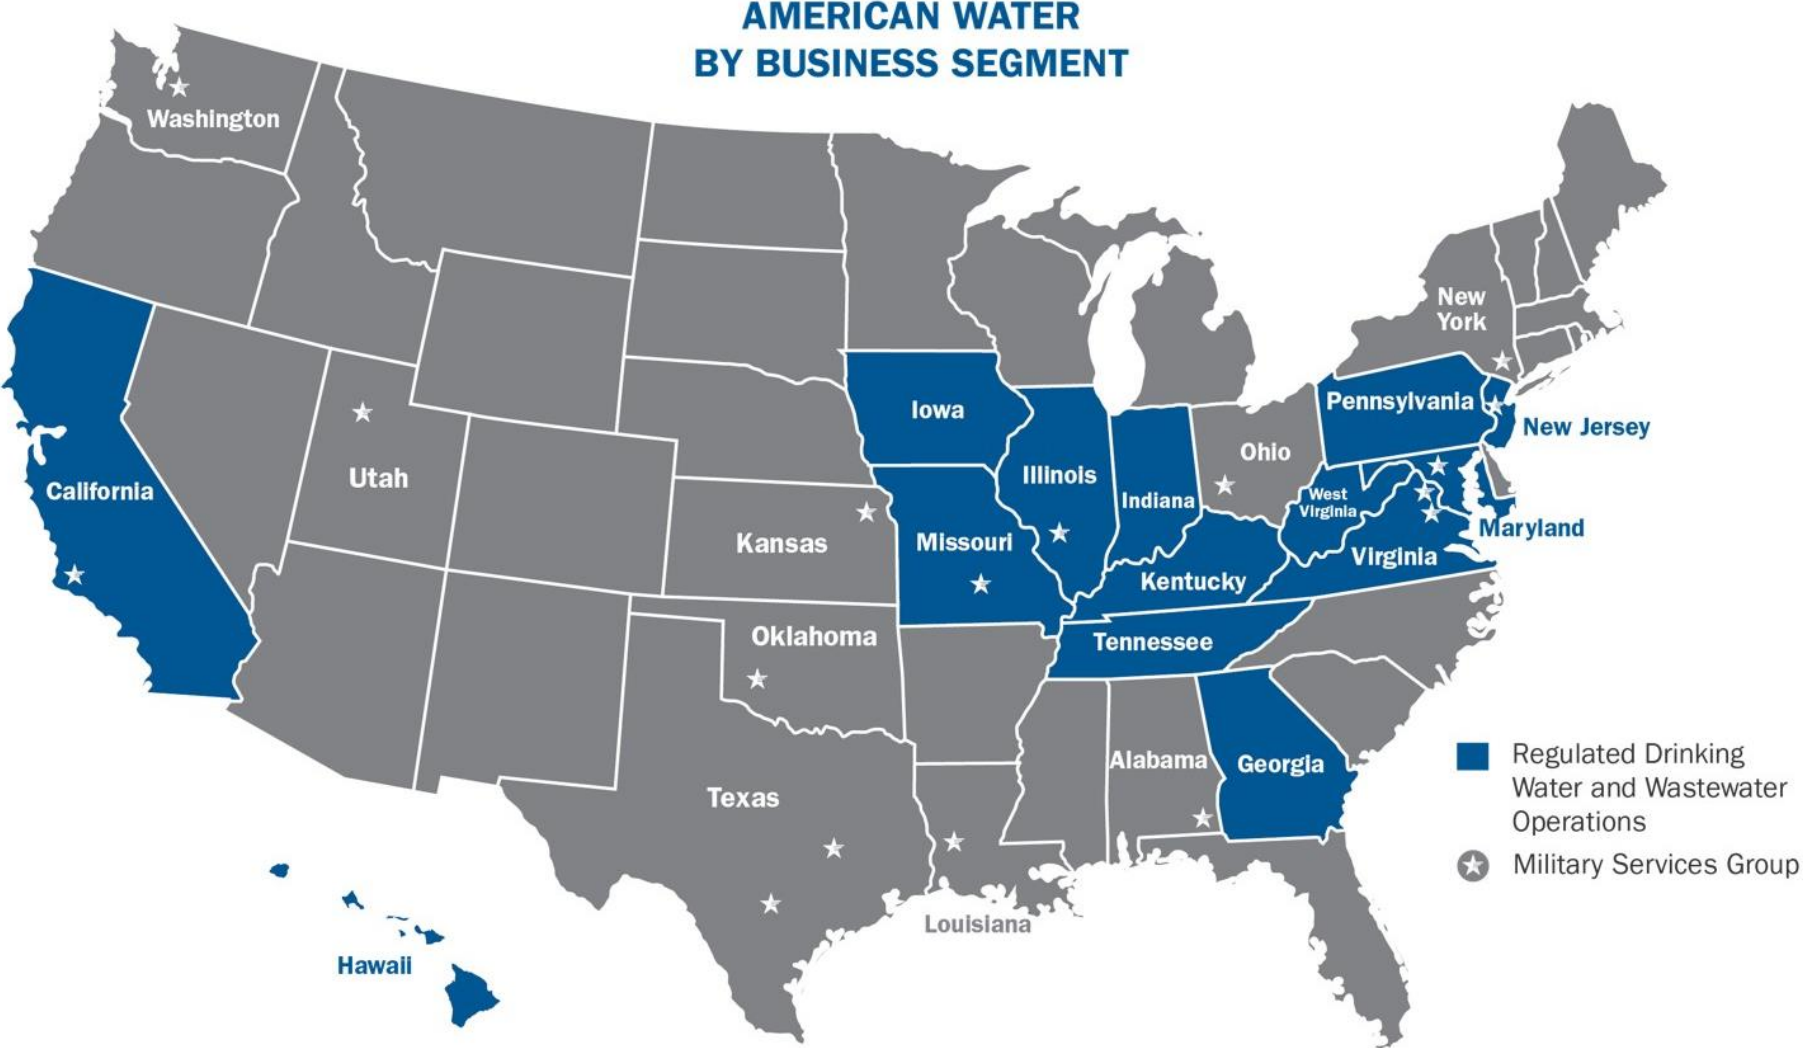 AMERICAN WATER
BY BUSINESS SEGMENT
Washington
New
York
Pennsylvania
New Jersey
Iowa
Ohio
Illinois
Utah
California
Indiana
West
Virginia
Maryland
Kansas
Missouri
Virginia
Kentucky
Oklahoma
Tennessee
Alabama
Georgia
Texas
Louisiana
Hawaii
Regulated Drinking
Water and Wastewater
Operations
Military Services Group